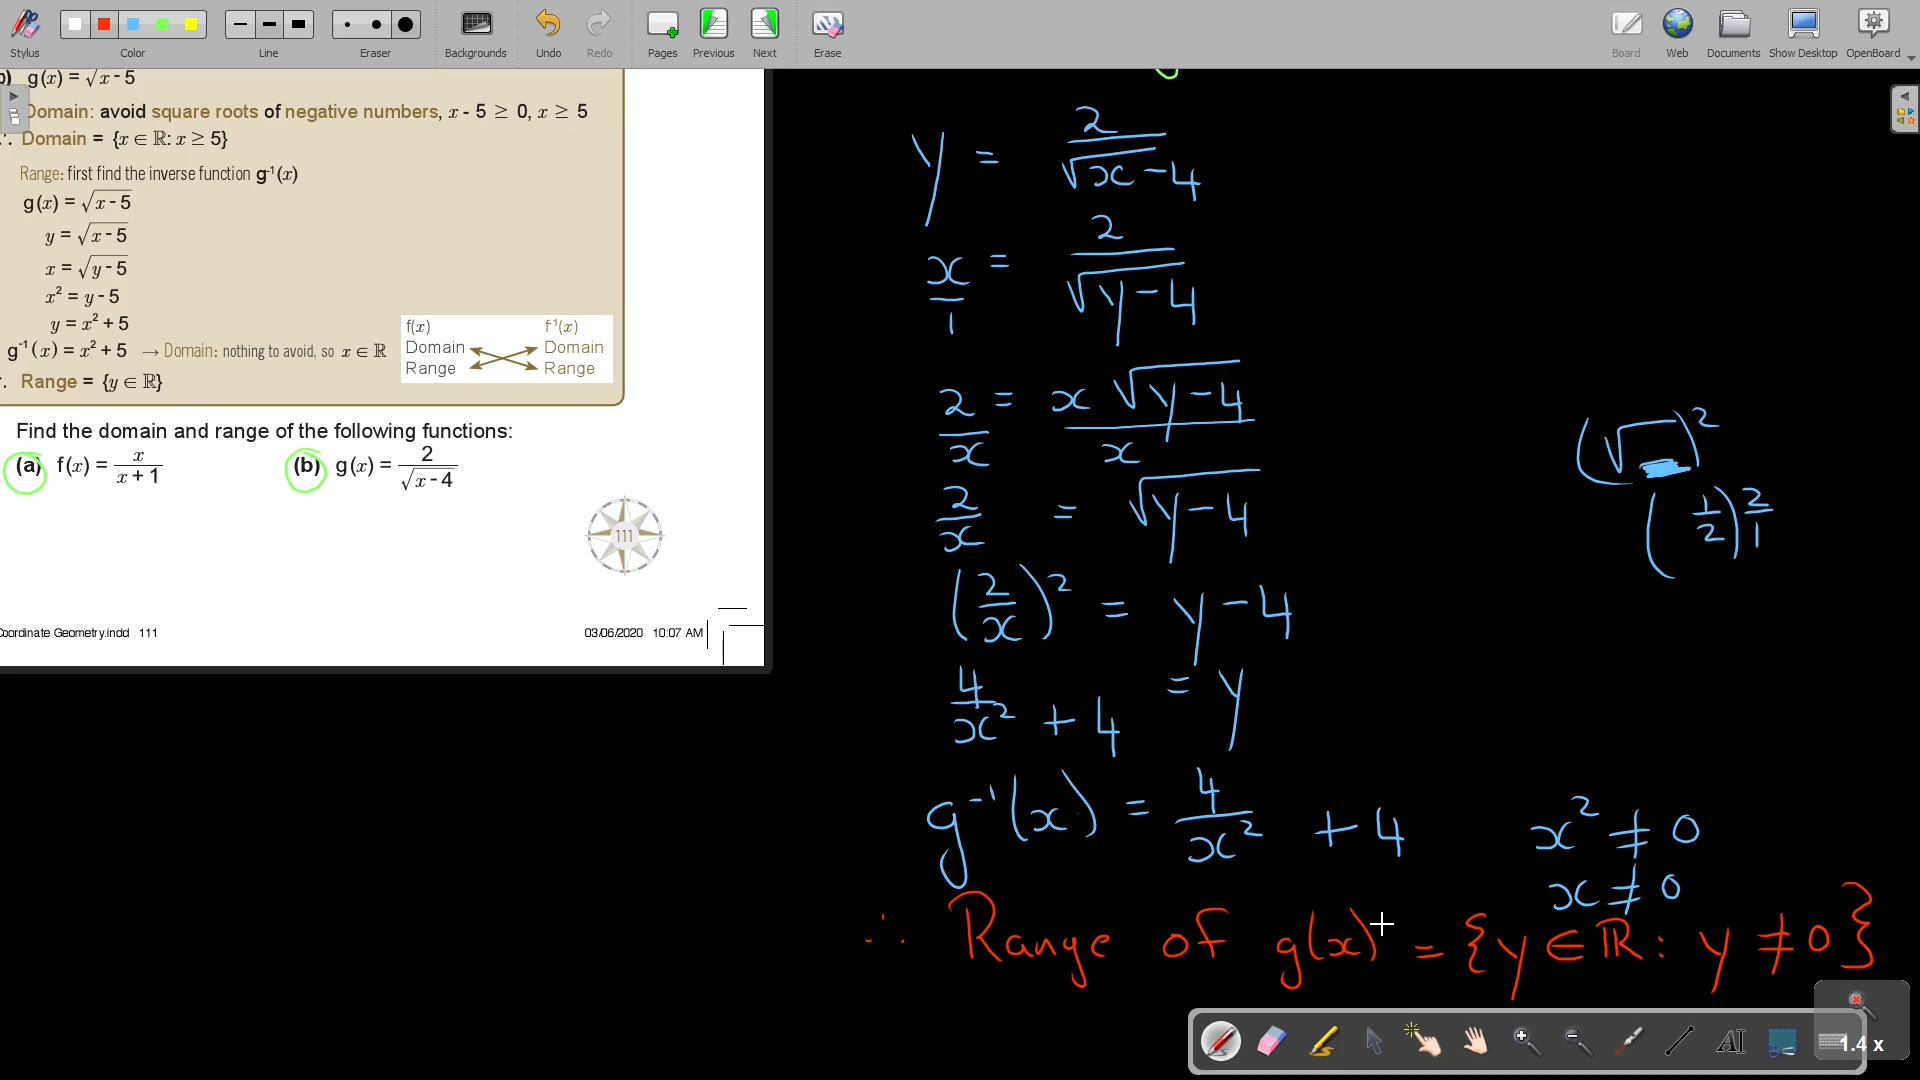 Stylus Color Line Eraser Backgrounds Undo Redo Pages Previous Next Erase Board Web Documents Show Desktop OpenBoard
b) g(x) = √x - 5
Domain: avoid square roots of negative numbers, x - 5 ≥ 0, x ≥ 5
∴ Domain = {x ∈ ℝ: x ≥ 5}
Range: first find the inverse function g⁻¹(x)
g(x) = √x - 5
y = √x - 5
x = √y - 5
x² = y - 5
y = x² + 5
g⁻¹(x) = x² + 5 → Domain: nothing to avoid, so x ∈ ℝ
∴ Range = {y ∈ ℝ}
f(x) f⁻¹(x)
Domain Domain
Range Range
Find the domain and range of the following functions:
(a) f(x) = x/(x + 1) (b) g(x) = 2/√(x - 4)
111
Coordinate Geometry.indd 111 03/06/2020 10:07 AM
y = 2/(√x - 4)
x/1 = 2/√(y - 4)
2/x = x√(y - 4)/x
2/x = √(y - 4)
(2/x)² = y - 4
4/x² + 4 = y
g⁻¹(x) = 4/x² + 4
(√ )²
(1/2) 2/1
x² ≠ 0
x ≠ 0
∴ Range of g(x) = {y ∈ ℝ: y ≠ 0}
1.4 x